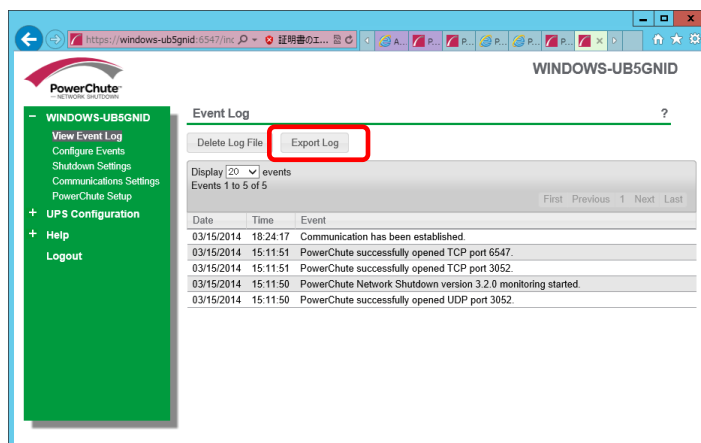 https://windows-ub5gnid:6547/inc
証明書のエ...
A...
P...
P...
P...
P...
P...
WINDOWS-UB5GNID
PowerChute™
NETWORK SHUTDOWN
− WINDOWS-UB5GNID
View Event Log
Configure Events
Shutdown Settings
Communications Settings
PowerChute Setup
+ UPS Configuration
+ Help
Logout
Event Log ?
Delete Log File Export Log
Display 20 events
Events 1 to 5 of 5
First Previous 1 Next Last
Date Time Event
03/15/2014 18:24:17 Communication has been established.
03/15/2014 15:11:51 PowerChute successfully opened TCP port 6547.
03/15/2014 15:11:51 PowerChute successfully opened TCP port 3052.
03/15/2014 15:11:50 PowerChute Network Shutdown version 3.2.0 monitoring started.
03/15/2014 15:11:50 PowerChute successfully opened UDP port 3052.